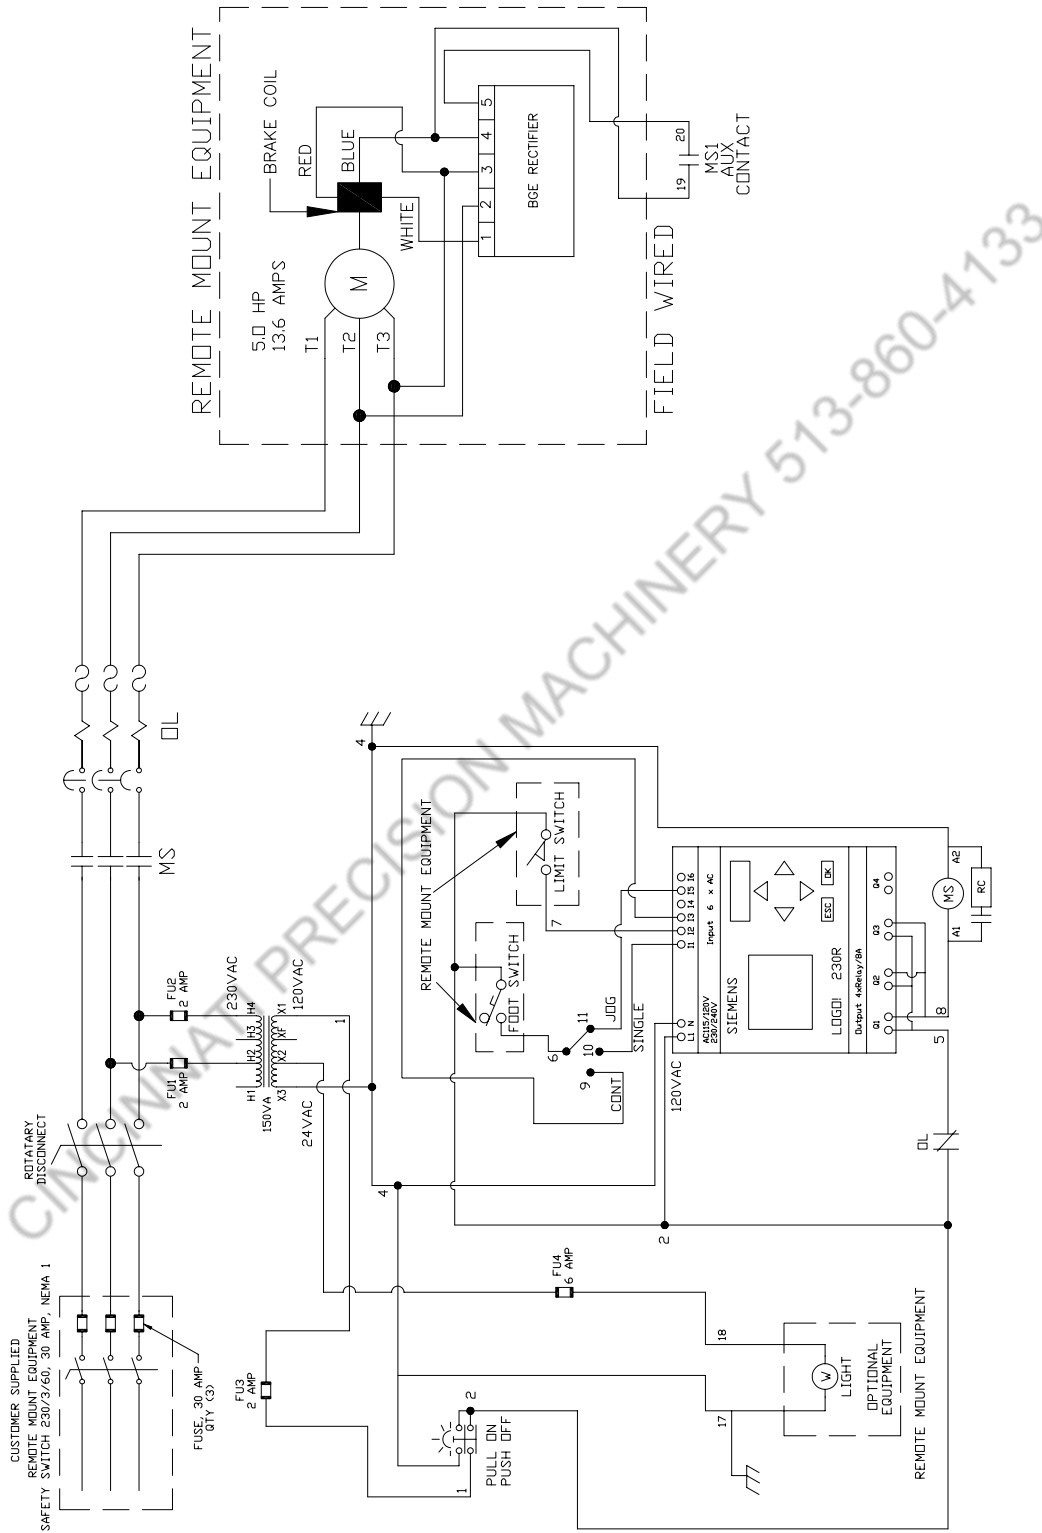 CUSTOMER SUPPLIED
REMOTE MOUNT EQUIPMENT
SAFETY SWITCH 230/3/60, 30 AMP, NEMA 1
FUSE, 30 AMP
QTY (3)
ROTATARY
DISCONNECT
FU1
2 AMP
FU2
2 AMP
MS
OL
230VAC
H1
H2
H3
H4
150VA
X3
X2
XF
X1
120VAC
24VAC
1
FU3
2 AMP
1
2
PULL ON
PUSH OFF
4
4
2
FU4
6 AMP
18
17
W
LIGHT
OPTIONAL
EQUIPMENT
REMOTE MOUNT EQUIPMENT
REMOTE MOUNT EQUIPMENT
FOOT SWITCH
LIMIT SWITCH
7
6
11
10
9
JOG
SINGLE
CONT
120VAC
L1
N
I1
I2
I3
I4
I5
I6
AC115/120V
230/240V
Input 6 x AC
SIEMENS
ESC
OK
LOGO! 230R
Output 4xRelay/8A
Q1
Q2
Q3
Q4
5
8
OL
A1
A2
MS
RC
REMOTE MOUNT EQUIPMENT
FIELD WIRED
5.0 HP
13.6 AMPS
T1
T2
T3
M
BRAKE COIL
RED
BLUE
WHITE
1
2
3
4
5
BGE RECTIFIER
19
20
MS1
AUX
CONTACT
CINCINNATI PRECISION MACHINERY 513-860-4133